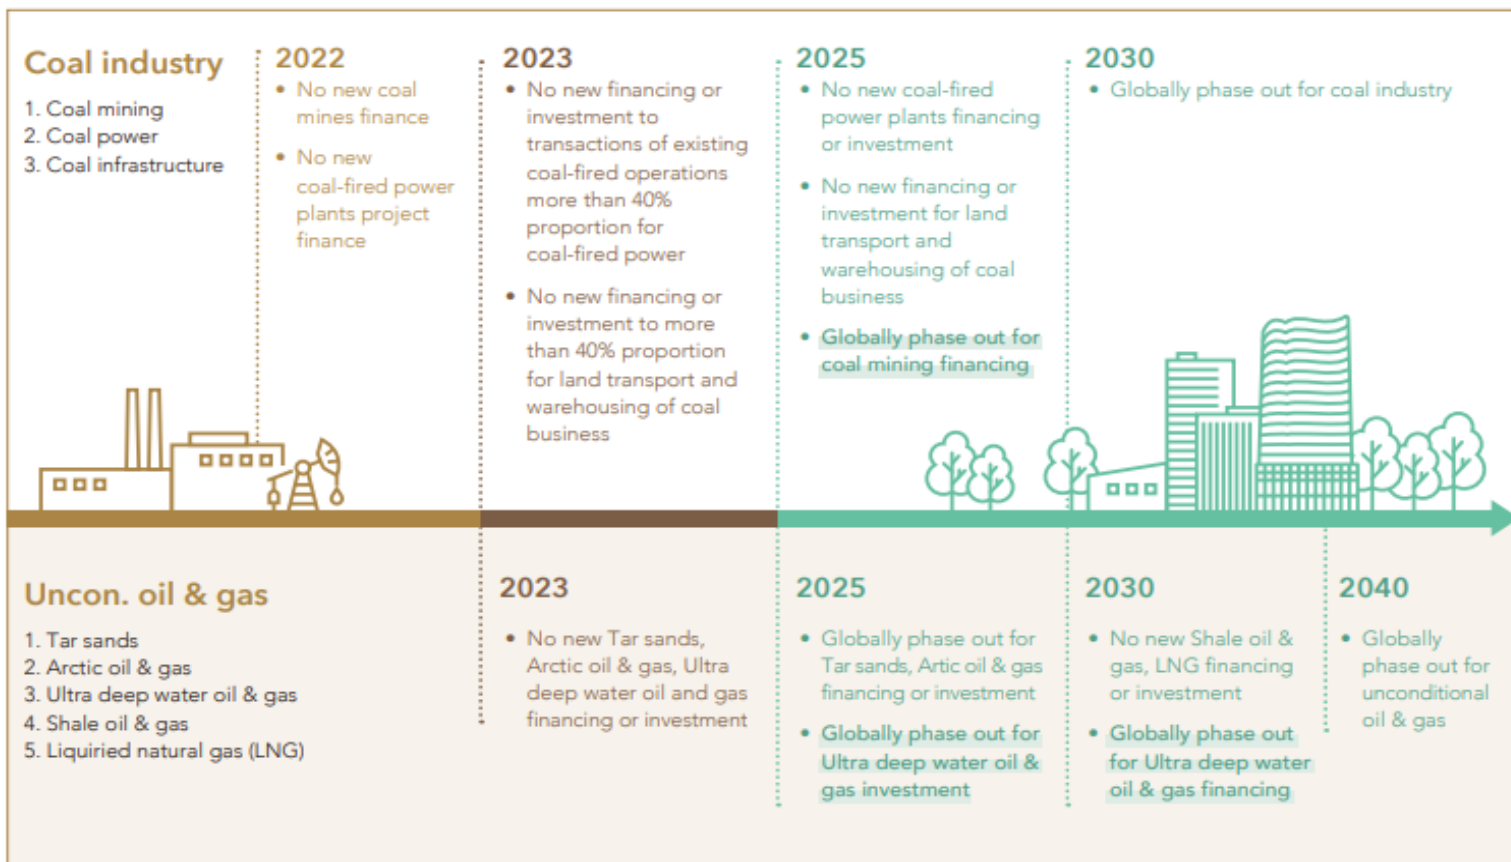 Coal industry
1. Coal mining
2. Coal power
3. Coal infrastructure
2022
• No new coal
mines finance
• No new
coal-fired power
plants project
finance
2023
• No new financing or
investment to
transactions of existing
coal-fired operations
more than 40%
proportion for
coal-fired power
• No new financing or
investment to more
than 40% proportion
for land transport and
warehousing of coal
business
2025
• No new coal-fired
power plants financing
or investment
• No new financing or
investment for land
transport and
warehousing of coal
business
• Globally phase out for
coal mining financing
2030
• Globally phase out for coal industry
Uncon. oil & gas
1. Tar sands
2. Arctic oil & gas
3. Ultra deep water oil & gas
4. Shale oil & gas
5. Liquiried natural gas (LNG)
2023
• No new Tar sands,
Arctic oil & gas, Ultra
deep water oil and gas
financing or investment
2025
• Globally phase out for
Tar sands, Artic oil & gas
financing or investment
• Globally phase out for
Ultra deep water oil &
gas investment
2030
• No new Shale oil &
gas, LNG financing
or investment
• Globally phase out
for Ultra deep water
oil & gas financing
2040
• Globally
phase out for
unconditional
oil & gas